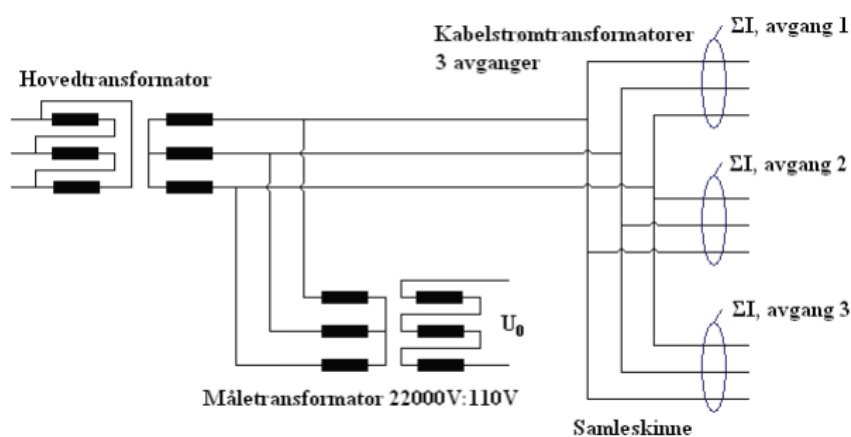 Hovedtransformator
Kabelstrømtransformatorer
3 avganger
ΣI, avgang 1
ΣI, avgang 2
ΣI, avgang 3
U₀
Måletransformator 22000V:110V
Samleskinne